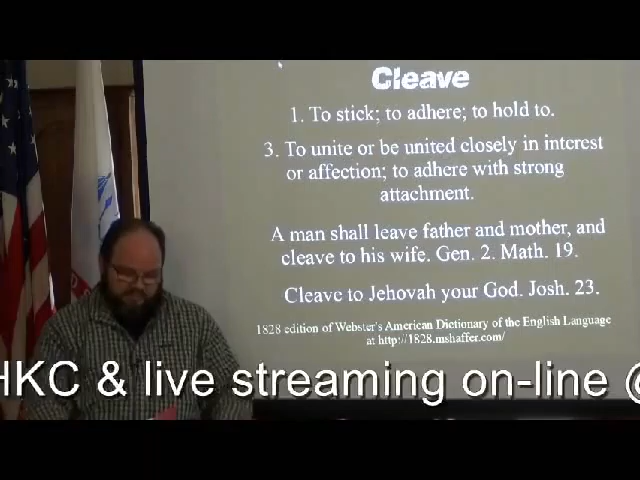 Cleave
1. To stick; to adhere; to hold to.
3. To unite or be united closely in interest
or affection; to adhere with strong
attachment.
A man shall leave father and mother, and
cleave to his wife. Gen. 2. Math. 19.
Cleave to Jehovah your God. Josh. 23.
1828 edition of Webster's American Dictionary of the English Language
at http://1828.mshaffer.com/
HKC & live streaming on-line @